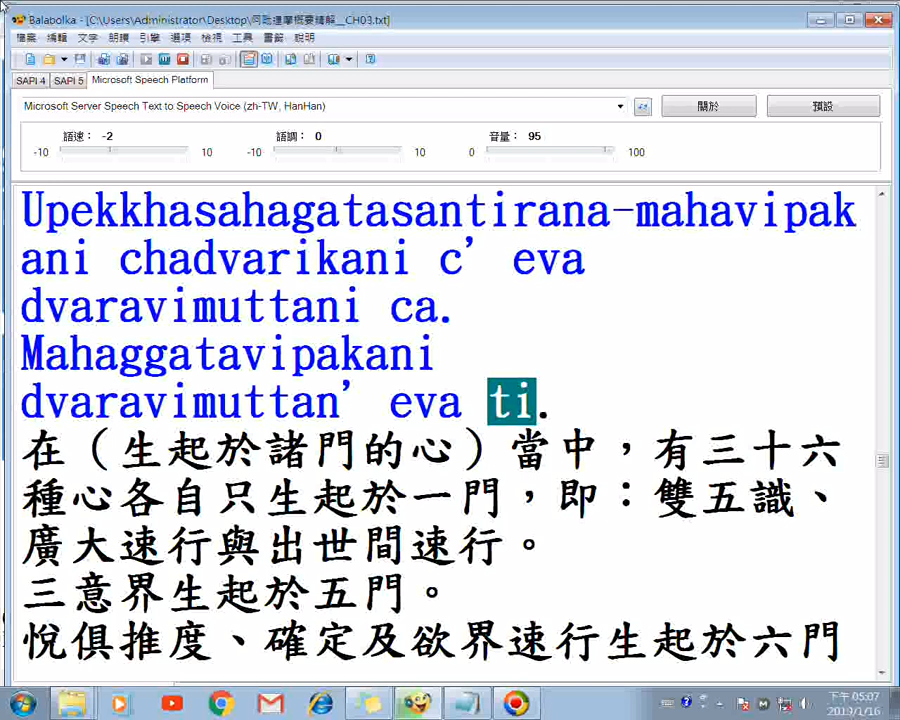 Balabolka - [C:\Users\Administrator\Desktop\阿毗達摩概要精解__CH03.txt]
檔案 編輯 文字 朗讀 引擎 選項 檢視 工具 書籤 說明
SAPI 4 SAPI 5 Microsoft Speech Platform
Microsoft Server Speech Text to Speech Voice (zh-TW, HanHan) 關於 預設
語速： -2 語調： 0 音量： 95
-10 10 -10 10 0 100
Upekkhasahagatasantirana-mahavipak
ani chadvarikani c’ eva
dvaravimuttani ca.
Mahaggatavipakani
dvaravimuttan’ eva ti.
在（生起於諸門的心）當中，有三十六
種心各自只生起於一門，即：雙五識、
廣大速行與出世間速行。
三意界生起於五門。
悅俱推度、確定及欲界速行生起於六門
下午 05:07
2019/1/16